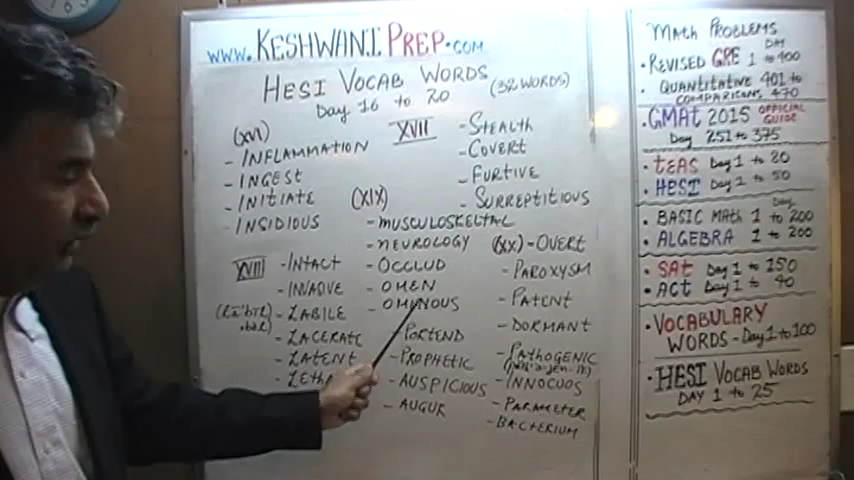 www.KESHWANIPREP.COM
HESI VOCAB WORDS (32 WORDS)
Day 16 to 20
(XVI)
- INFLAMMATION
- INGEST
- INITIATE
- INSIDIOUS
XVII
- STEALTH
- COVERT
- FURTIVE
- SURREPTITIOUS
XVIII
- INTACT
- INVASIVE
- LABILE
- LACERATE
- LATENT
(XIX)
- MUSCULOSKELTAL
- NEUROLOGY
- OCCLUD
- OMEN
- OMINOUS
- PORTEND
- PROPHETIC
- AUSPICIOUS
- AUGUR
(XX) - OVERT
- PAROXYSM
- PATENT
- DORMANT
- PATHOGENIC
- INNOCUOS
- PARAMETER
- BACTERIUM
MATH PROBLEMS
DAY
• REVISED GRE 1 to 400
• QUANTITATIVE 401 to
COMPARISONS 470
• GMAT 2015 OFFICIAL GUIDE
Day 251 to 375
• TEAS Day 1 to 20
• HESI Day 1 to 50
Day
• BASIC MATH 1 to 200
• ALGEBRA 1 to 200
• SAT Day 1 to 150
• ACT Day 1 to 40
• VOCABULARY
WORDS - Day 1 to 100
• HESI VOCAB WORDS
DAY 1 to 25